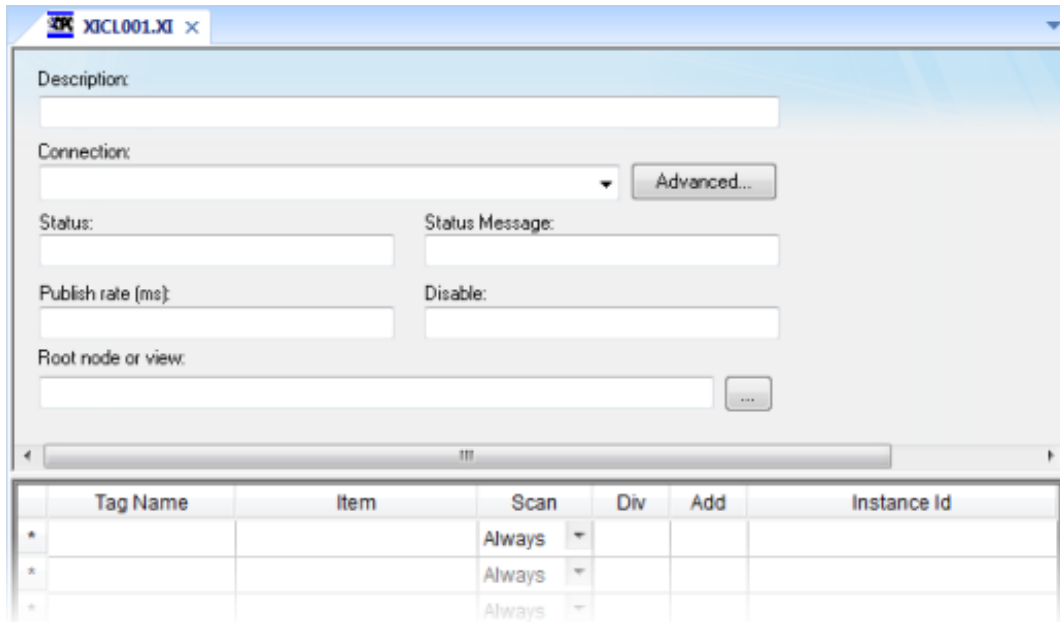 XICL001.XI
Description:
Connection:
Advanced...
Status: Status Message:
Publish rate (ms): Disable:
Root node or view:
...
Tag Name Item Scan Div Add Instance Id
* Always
* Always
* Always